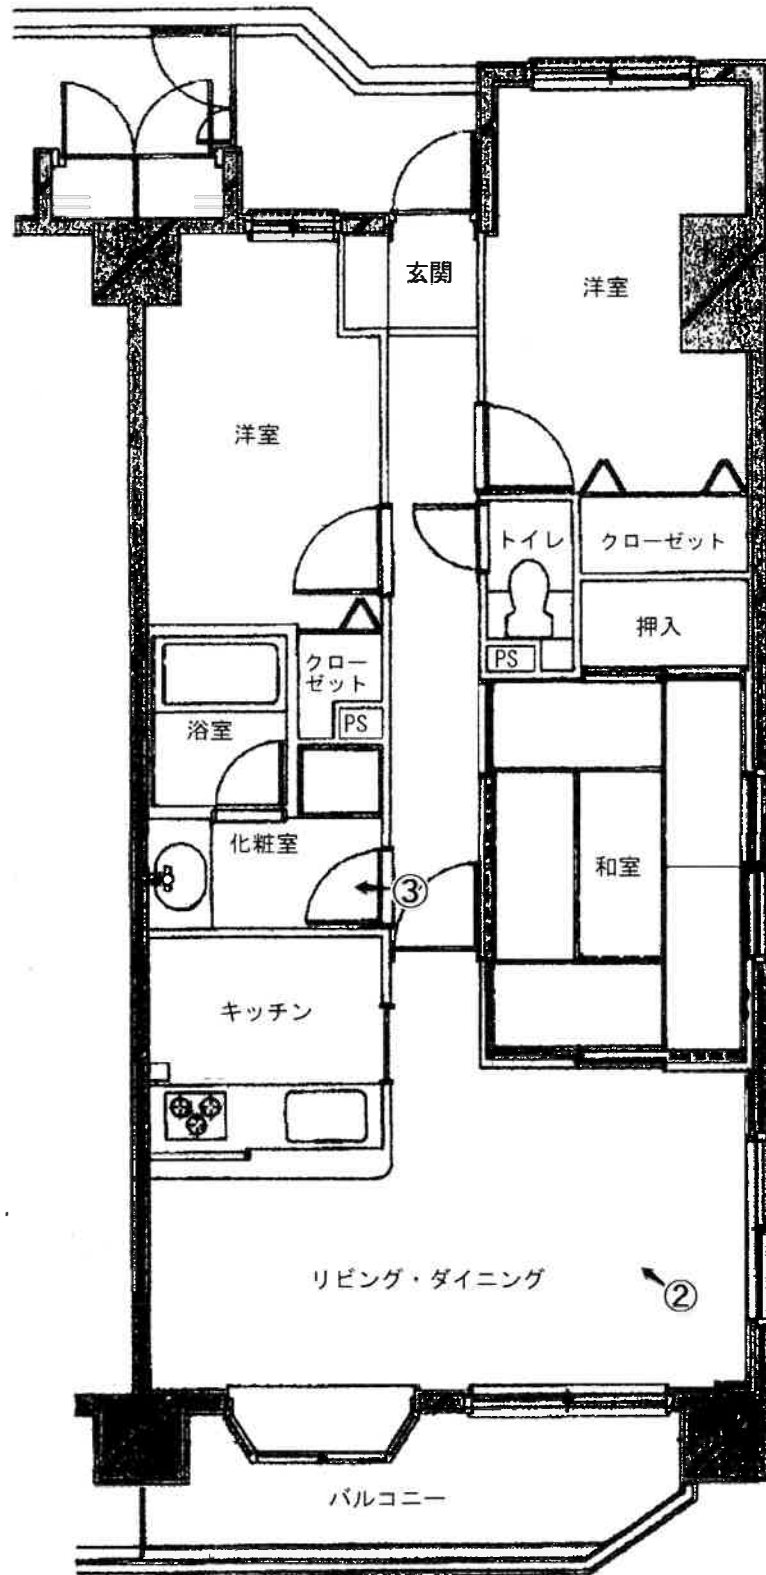 玄関
洋室
洋室
トイレ
クローゼット
押入
PS
クロー
ゼット
PS
浴室
化粧室
③
和室
キッチン
リビング・ダイニング
②
バルコニー